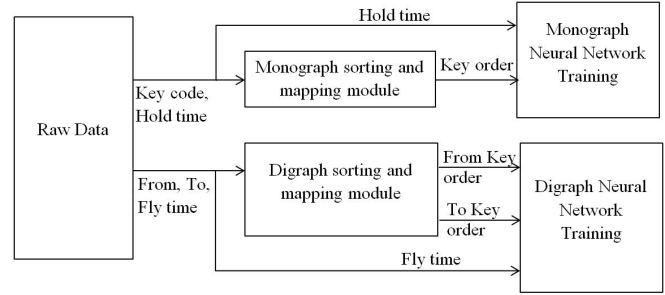 Raw Data
Key code,
Hold time
Hold time
Monograph sorting and
mapping module
Key order
Monograph
Neural Network
Training
From, To,
Fly time
Digraph sorting and
mapping module
From Key
order
To Key
order
Fly time
Digraph Neural
Network
Training